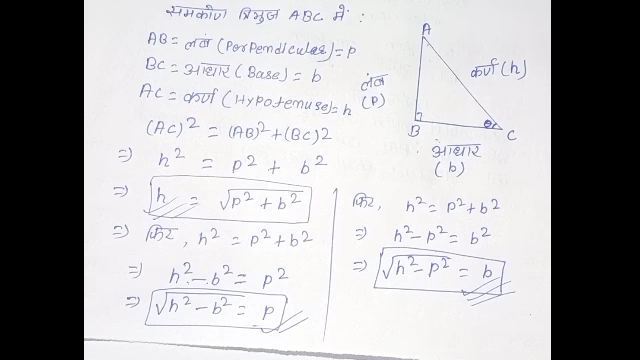 समकोण त्रिभुज ABC में :
AB = लंब (Perpendicular) = p
BC = आधार (Base) = b
AC = कर्ण (Hypotenuse) = h
(AC)² = (AB)² + (BC)²
⇒ h² = p² + b²
⇒ h = √p² + b²
⇒ फिर, h² = p² + b²
⇒ h² - b² = p²
⇒ √h² - b² = p
A
लंब (p)
कर्ण (h)
B
θ
C
आधार (b)
फिर, h² = p² + b²
⇒ h² - p² = b²
⇒ √h² - p² = b